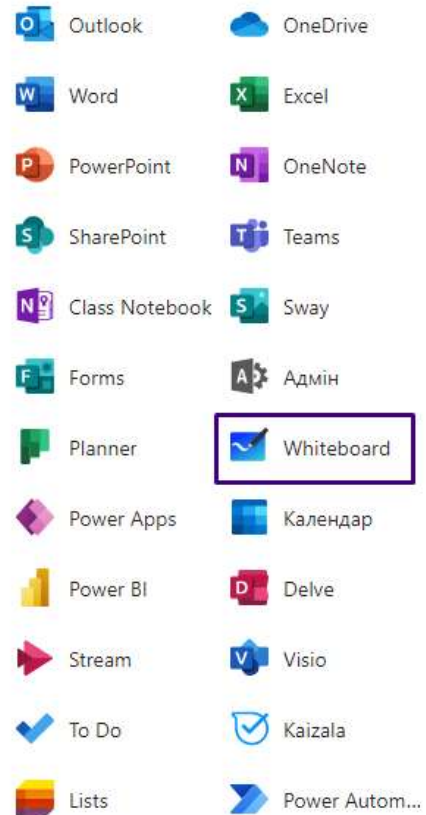 Outlook OneDrive
Word Excel
PowerPoint OneNote
SharePoint Teams
Class Notebook Sway
Forms Адмін
Planner Whiteboard
Power Apps Календар
Power BI Delve
Stream Visio
To Do Kaizala
Lists Power Autom...